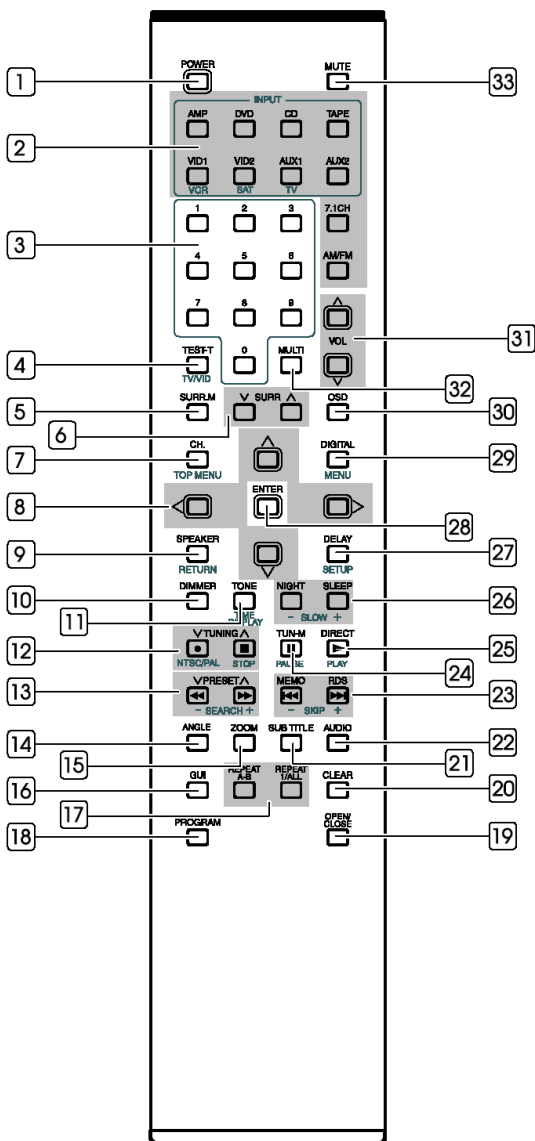 POWER MUTE
1 33
INPUT
AMP DVD CD TAPE
2
VID1 VID2 AUX1 AUX2
VCR SAT TV
1 2 3 7.1CH
3
4 5 6 AM/FM
7 8 9
31
VOL
TEST-T 0 MULTI
4
TV/VID
32
SURR.M SURR OSD
5 30
6
CH. DIGITAL
7 29
TOP MENU MENU
ENTER
8
28
SPEAKER DELAY
9 27
RETURN SETUP
DIMMER TONE NIGHT SLEEP
10 26
11 TIME DISPLAY - SLOW +
TUNING TUN-M DIRECT
12 25
NTSC/PAL STOP PAUSE PLAY
24
PRESET MEMO RDS
13 23
- SEARCH + - SKIP +
ANGLE ZOOM SUB TITLE AUDIO
14 22
15 21
GUI REPEAT A-B REPEAT 1/ALL CLEAR
16 20
17
PROGRAM OPEN/CLOSE
18 19